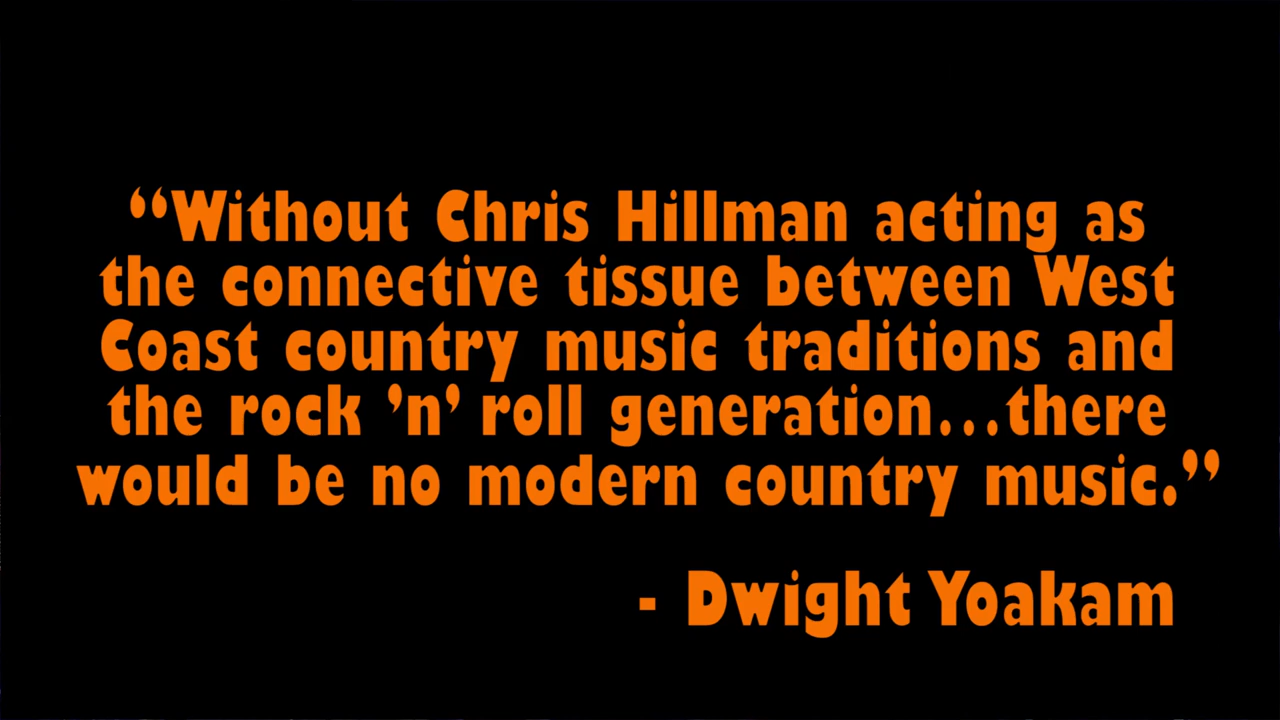 “Without Chris Hillman acting as
the connective tissue between West
Coast country music traditions and
the rock ’n’ roll generation...there
would be no modern country music.”
- Dwight Yoakam